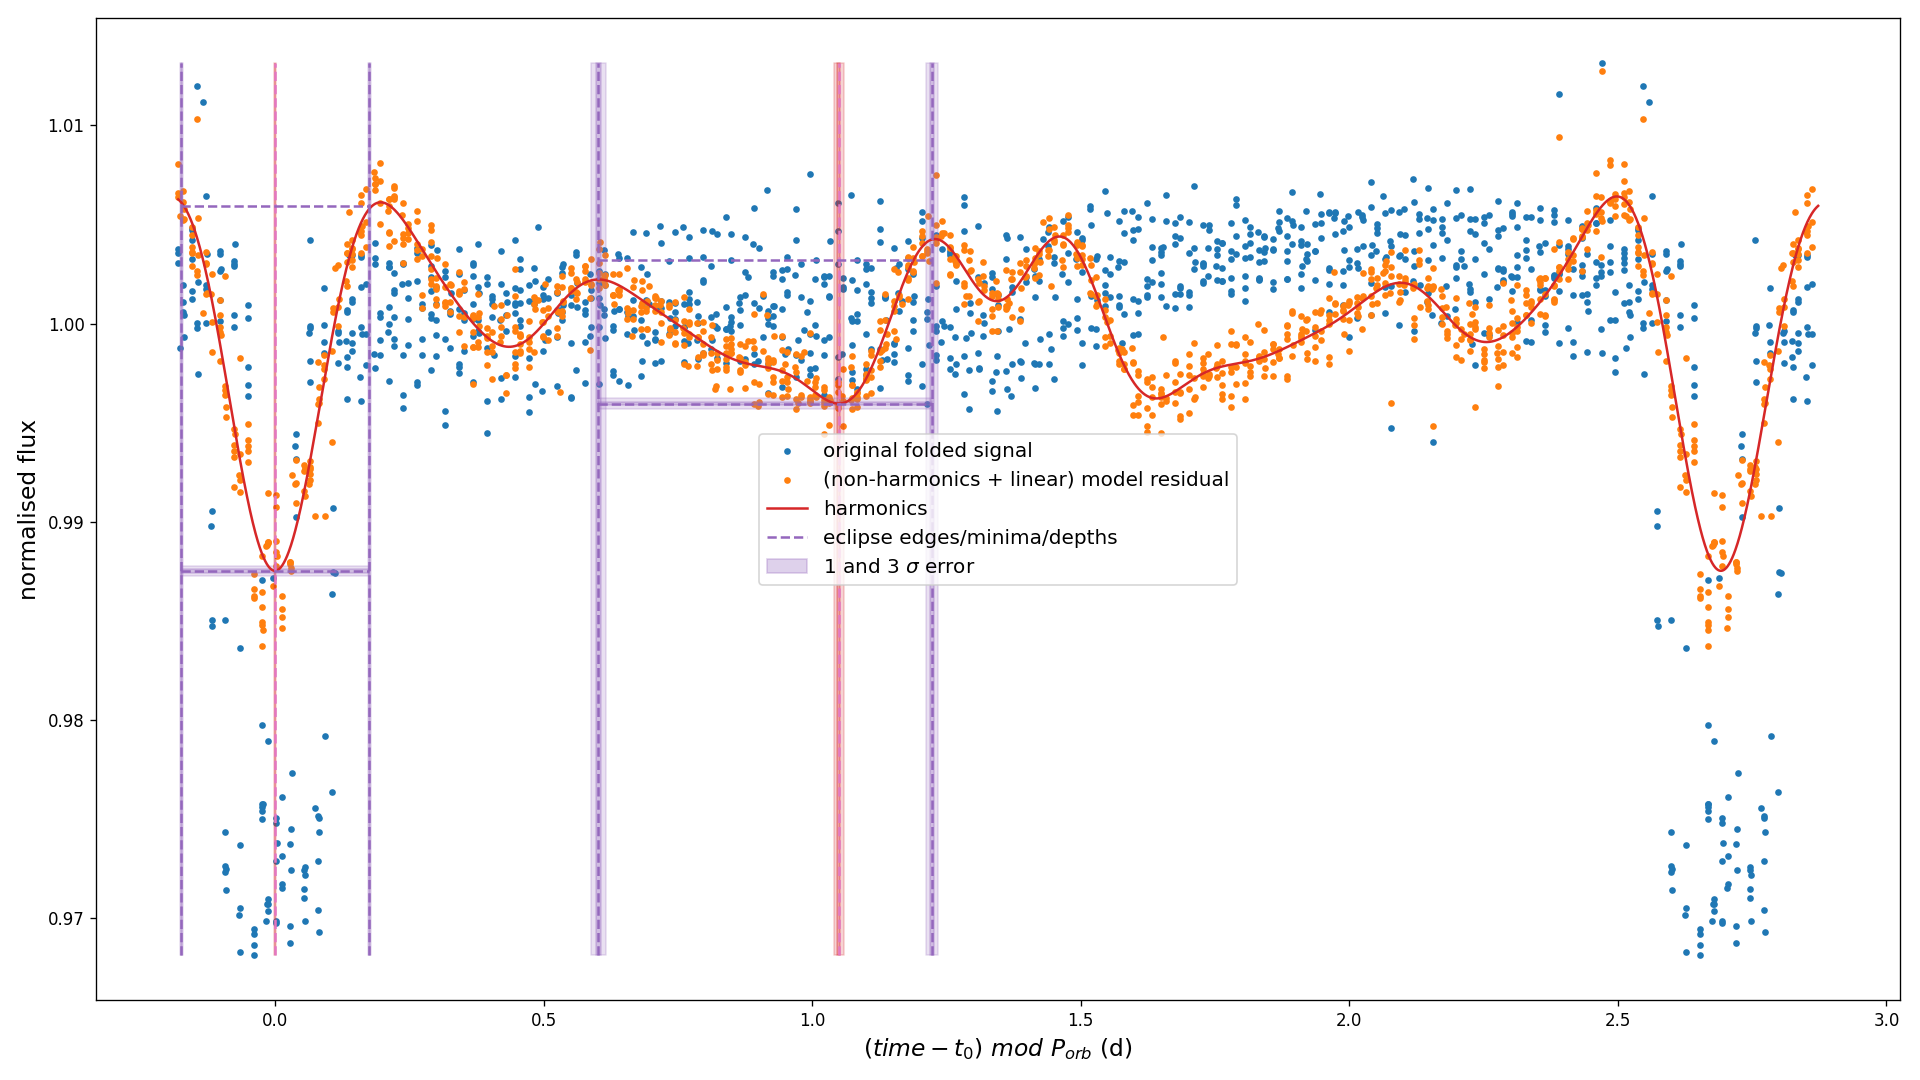 normalised flux
1.01
1.00
0.99
0.98
0.97
original folded signal
(non-harmonics + linear) model residual
harmonics
eclipse edges/minima/depths
1 and 3 σ error
0.0 0.5 1.0 1.5 2.0 2.5 3.0
(time − t₀) mod Pₒᵣb (d)